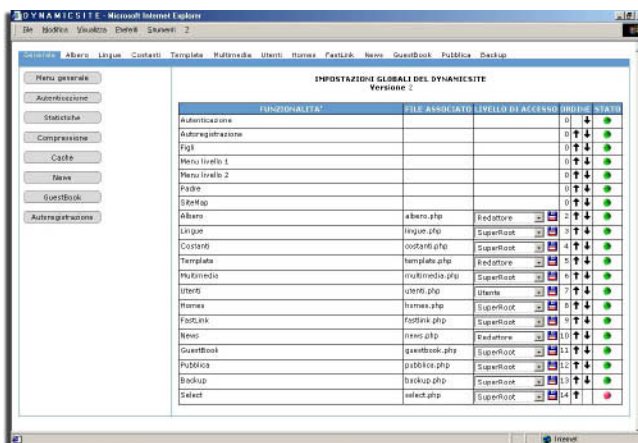 DYNAMICSITE - Microsoft Internet Explorer
File Modifica Visualizza Preferiti Strumenti ?
Generale Albero Lingue Costanti Template Multimedia Utenti Homes FastLink News GuestBook Pubblica Backup
Menu generale
Autenticazione
Statistiche
Compressione
Cache
News
GuestBook
Autoregistrazione
IMPOSTAZIONI GLOBALI DEL DYNAMICSITE
Versione 2
FUNZIONALITA' FILE ASSOCIATO LIVELLO DI ACCESSO ORDINE STATO
Autenticazione 0
Autoregistrazione 0
Figli 0
Menu livello 1 0
Menu livello 2 0
Padre 0
SiteMap 0
Albero albero.php Redattore 2
Lingue lingue.php SuperRoot 3
Costanti costanti.php SuperRoot 4
Template template.php Redattore 5
Multimedia multimedia.php SuperRoot 6
Utenti utenti.php Utente 7
Homes homes.php SuperRoot 8
FastLink fastlink.php SuperRoot 9
News news.php Redattore 10
GuestBook guestbook.php SuperRoot 11
Pubblica pubblica.php SuperRoot 12
Backup backup.php SuperRoot 13
Select select.php SuperRoot 14
Internet